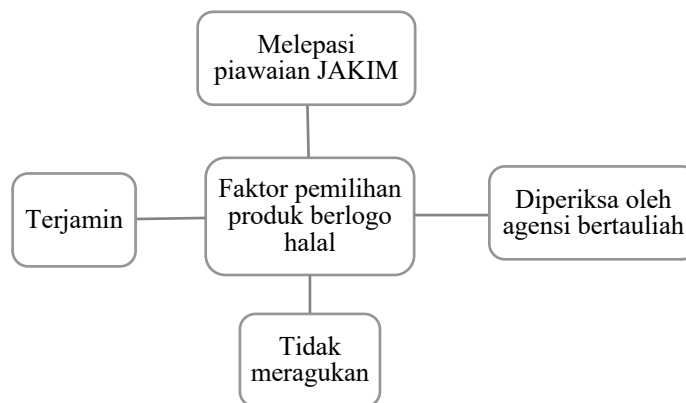 Melepasi
piawaian JAKIM
Faktor pemilihan
produk berlogo
halal
Terjamin
Diperiksa oleh
agensi bertauliah
Tidak
meragukan